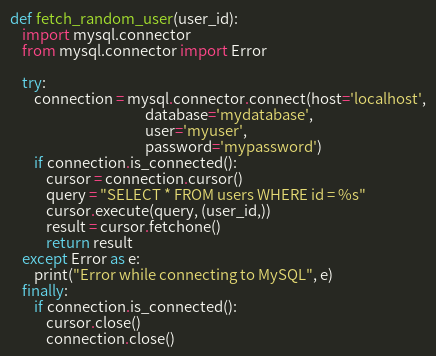 def fetch_random_user(user_id):
    import mysql.connector
    from mysql.connector import Error

    try:
        connection = mysql.connector.connect(host='localhost',
                                             database='mydatabase',
                                             user='myuser',
                                             password='mypassword')
        if connection.is_connected():
            cursor = connection.cursor()
            query = "SELECT * FROM users WHERE id = %s"
            cursor.execute(query, (user_id,))
            result = cursor.fetchone()
            return result
    except Error as e:
        print("Error while connecting to MySQL", e)
    finally:
        if connection.is_connected():
            cursor.close()
            connection.close()